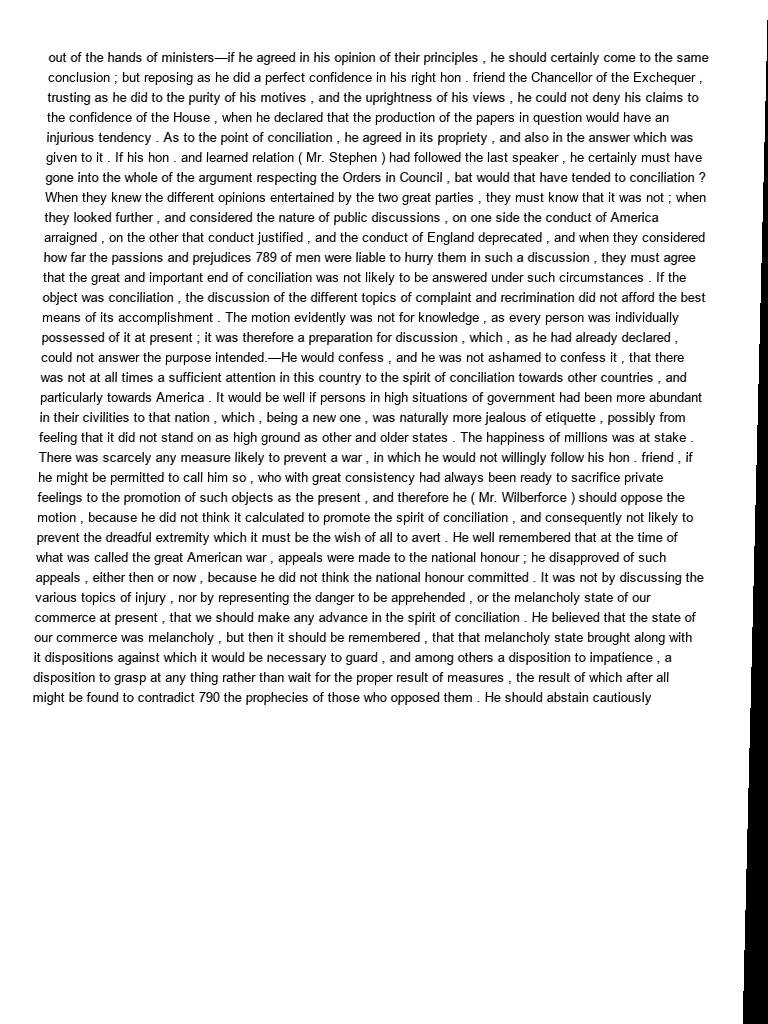 out of the hands of ministers—if he agreed in his opinion of their principles , he should certainly come to the same
conclusion ; but reposing as he did a perfect confidence in his right hon . friend the Chancellor of the Exchequer ,
trusting as he did to the purity of his motives , and the uprightness of his views , he could not deny his claims to
the confidence of the House , when he declared that the production of the papers in question would have an
injurious tendency . As to the point of conciliation , he agreed in its propriety , and also in the answer which was
given to it . If his hon . and learned relation ( Mr. Stephen ) had followed the last speaker , he certainly must have
gone into the whole of the argument respecting the Orders in Council , bat would that have tended to conciliation ?
When they knew the different opinions entertained by the two great parties , they must know that it was not ; when
they looked further , and considered the nature of public discussions , on one side the conduct of America
arraigned , on the other that conduct justified , and the conduct of England deprecated , and when they considered
how far the passions and prejudices 789 of men were liable to hurry them in such a discussion , they must agree
that the great and important end of conciliation was not likely to be answered under such circumstances . If the
object was conciliation , the discussion of the different topics of complaint and recrimination did not afford the best
means of its accomplishment . The motion evidently was not for knowledge , as every person was individually
possessed of it at present ; it was therefore a preparation for discussion , which , as he had already declared ,
could not answer the purpose intended.—He would confess , and he was not ashamed to confess it , that there
was not at all times a sufficient attention in this country to the spirit of conciliation towards other countries , and
particularly towards America . It would be well if persons in high situations of government had been more abundant
in their civilities to that nation , which , being a new one , was naturally more jealous of etiquette , possibly from
feeling that it did not stand on as high ground as other and older states . The happiness of millions was at stake .
There was scarcely any measure likely to prevent a war , in which he would not willingly follow his hon . friend , if
he might be permitted to call him so , who with great consistency had always been ready to sacrifice private
feelings to the promotion of such objects as the present , and therefore he ( Mr. Wilberforce ) should oppose the
motion , because he did not think it calculated to promote the spirit of conciliation , and consequently not likely to
prevent the dreadful extremity which it must be the wish of all to avert . He well remembered that at the time of
what was called the great American war , appeals were made to the national honour ; he disapproved of such
appeals , either then or now , because he did not think the national honour committed . It was not by discussing the
various topics of injury , nor by representing the danger to be apprehended , or the melancholy state of our
commerce at present , that we should make any advance in the spirit of conciliation . He believed that the state of
our commerce was melancholy , but then it should be remembered , that that melancholy state brought along with
it dispositions against which it would be necessary to guard , and among others a disposition to impatience , a
disposition to grasp at any thing rather than wait for the proper result of measures , the result of which after all
might be found to contradict 790 the prophecies of those who opposed them . He should abstain cautiously